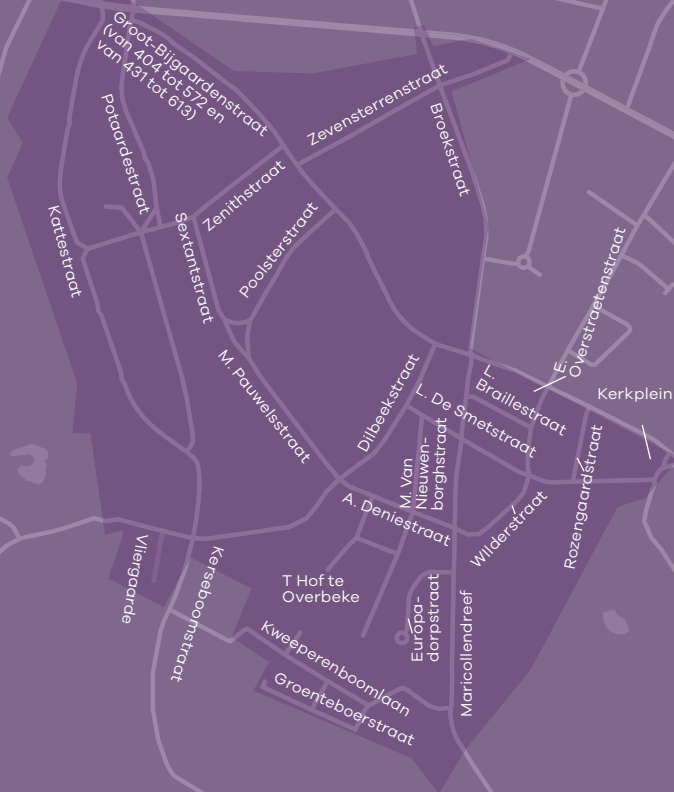 Groot-Bijgaardenstraat
(van 404 tot 572 en
van 431 tot 613)
Zevensterrenstraat
Broekstraat
Potaardestraat
Zenithstraat
Kattestraat
Sextantstraat
Poolsterstraat
E.
Overstraetenstraat
M. Pauwelsstraat
Dilbeekstraat
L.
Braillestraat
Kerkplein
L. De Smetstraat
M. Van
Nieuwen-
borghstraat
Rozengaardstraat
A. Deniestraat
Wilderstraat
Vliergaarde
Kerseboomstraat
T Hof te
Overbeke
Europa-
dorpstraat
Maricollendreef
Kweeperenboomlaan
Groenteboerstraat